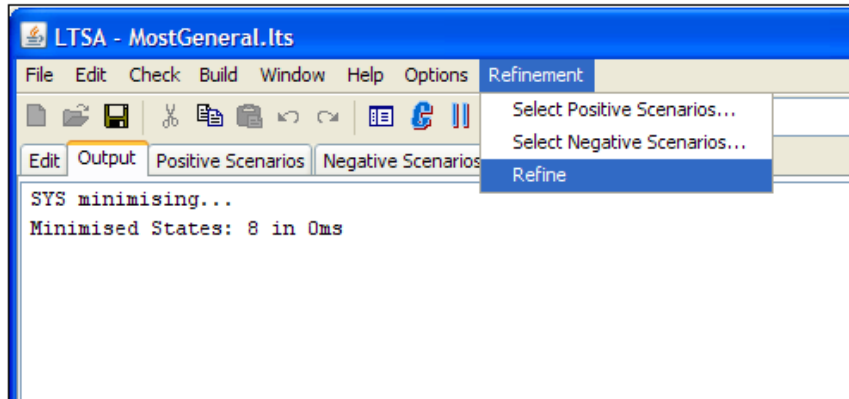 LTSA - MostGeneral.lts
File Edit Check Build Window Help Options Refinement
Select Positive Scenarios...
Select Negative Scenarios...
Refine
Edit Output Positive Scenarios Negative Scenarios
SYS minimising...
Minimised States: 8 in 0ms